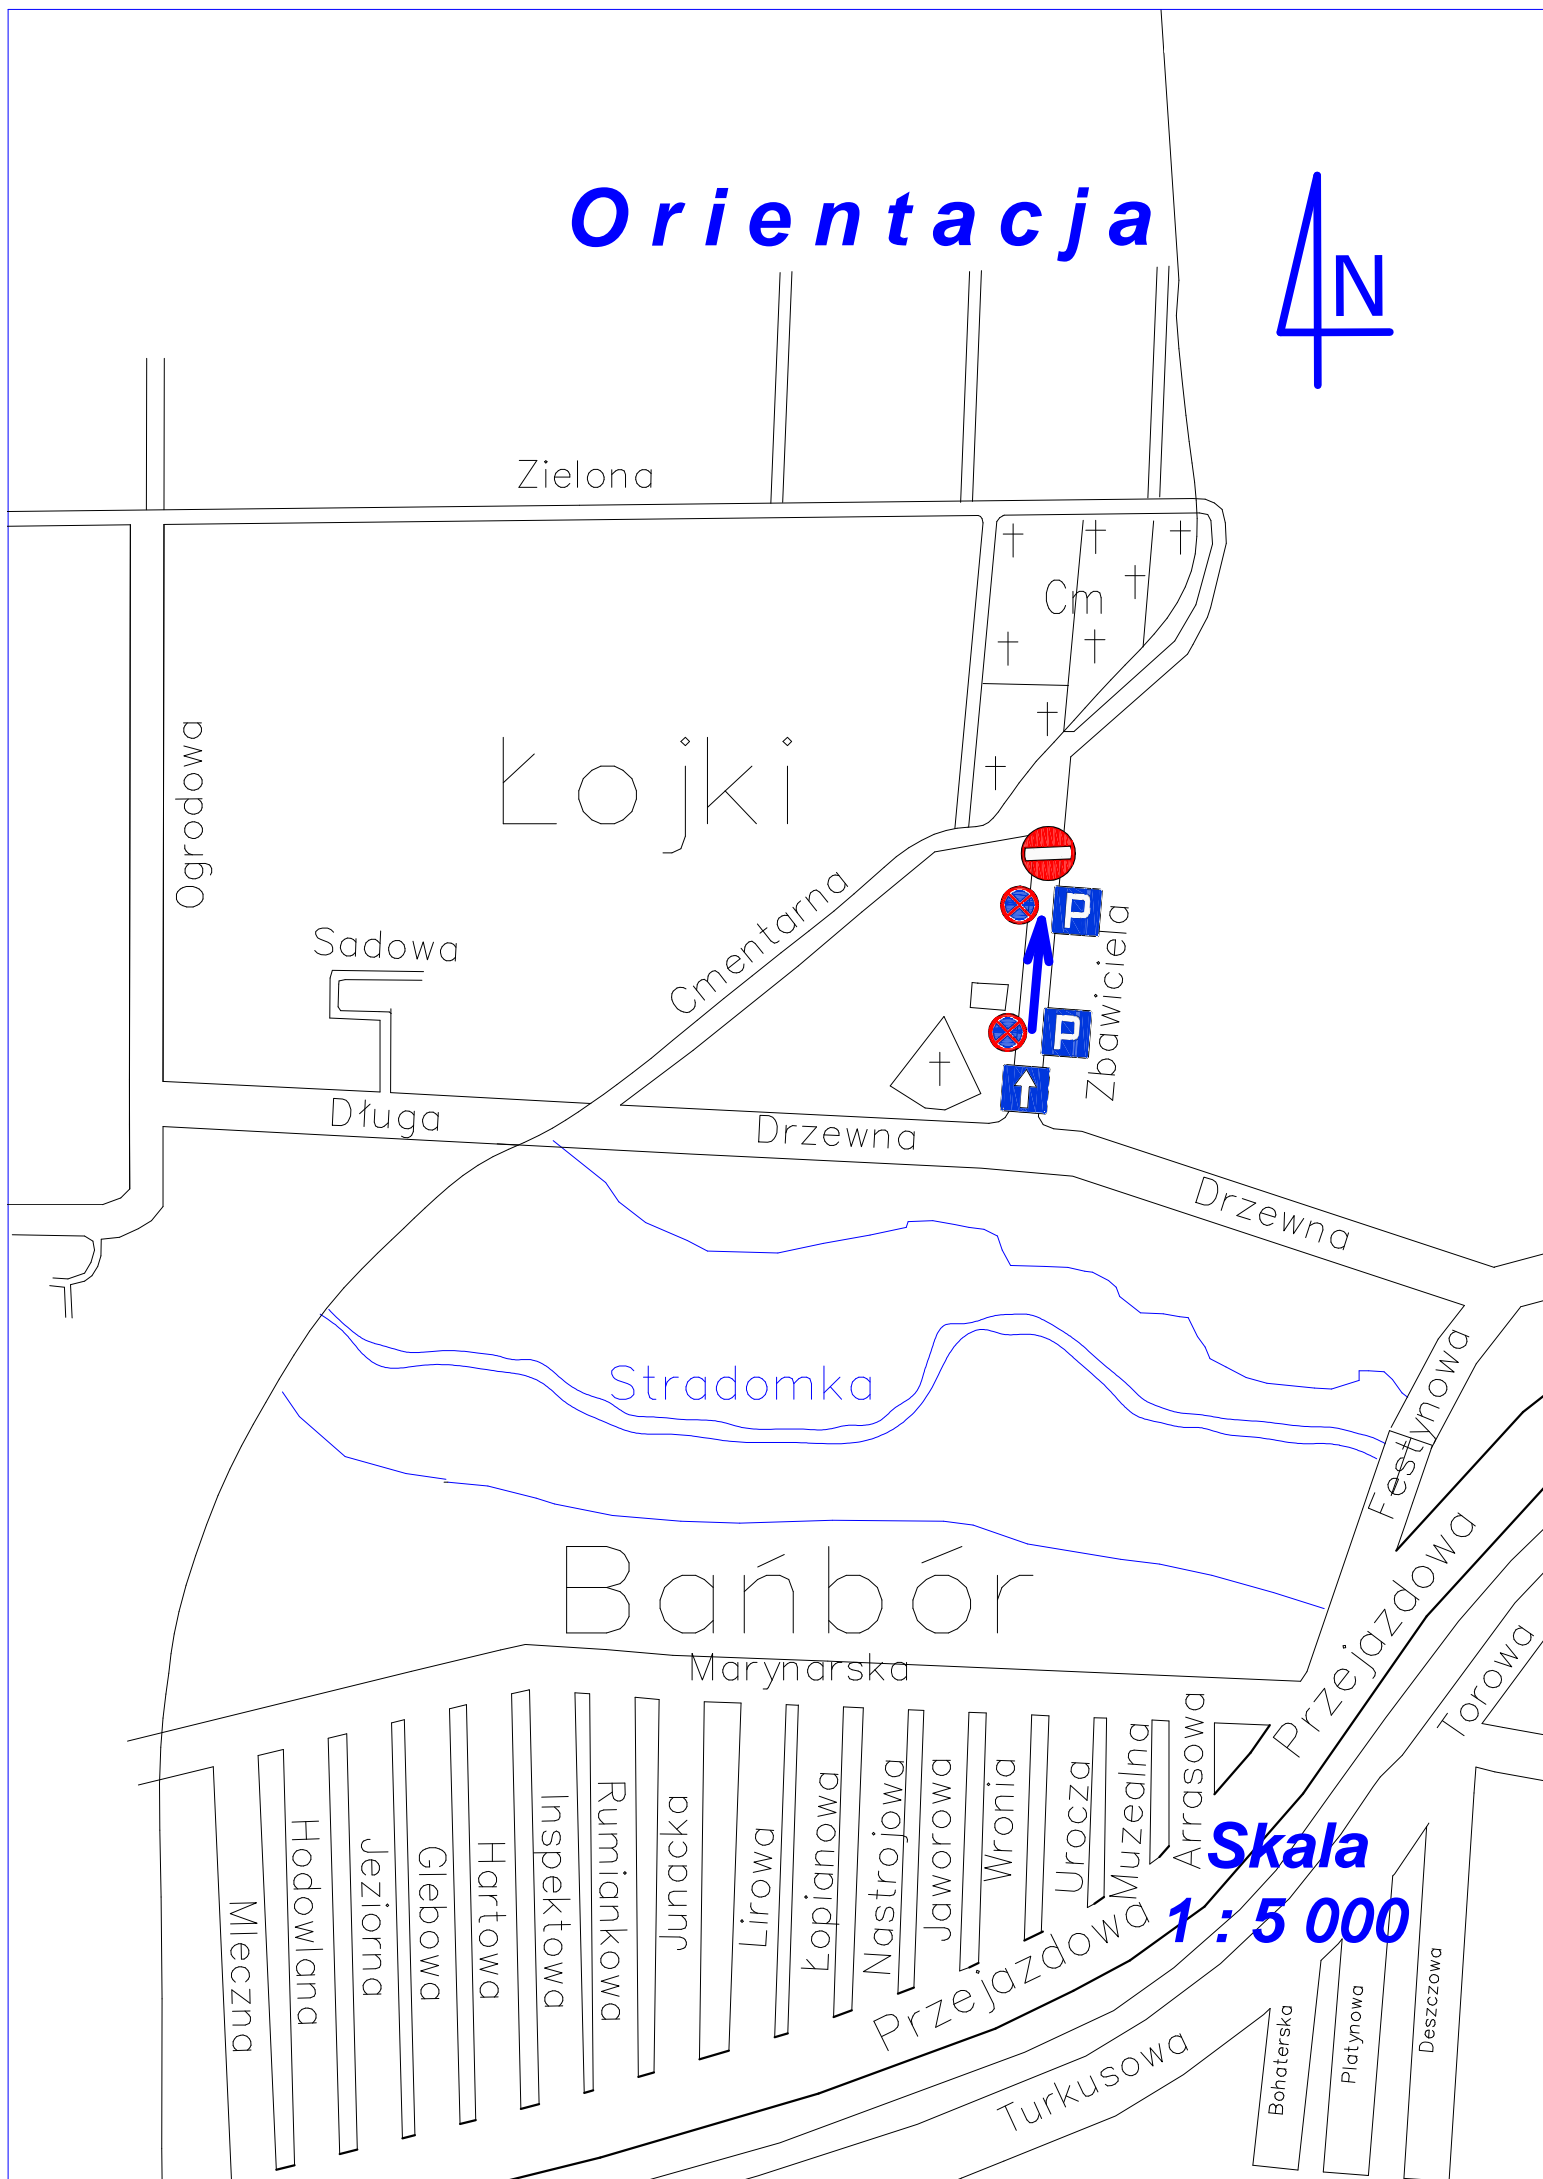 Orientacja
N
Zielona
Cm
Ogrodowa
Łojki
Cmentarna
Sadowa
P
Zbawiciela
P
Długa
Drzewna
Drzewna
Stradomka
Festynowa
Bańbór
Marynarska
Przejazdowa
Torowa
Mleczna
Hodowlana
Jeziorna
Glebowa
Hartowa
Inspektowa
Rumiankowa
Junacka
Lirowa
Łopianowa
Nastrojowa
Jaworowa
Wronia
Urocza
Muzealna
Arrasowa
Skala
1 : 5 000
Przejazdowa
Turkusowa
Bohaterska
Platynowa
Deszczowa